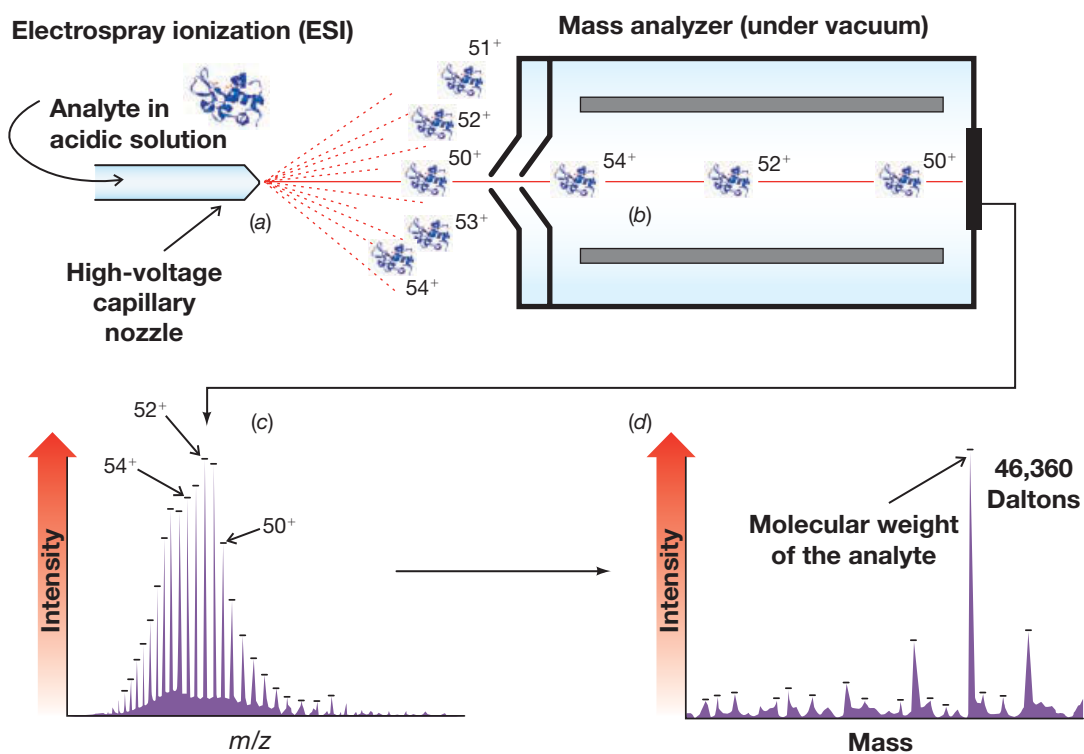 Electrospray ionization (ESI)
Mass analyzer (under vacuum)
Analyte in
acidic solution
51+
52+
50+
53+
54+
54+
52+
50+
(a)
(b)
High-voltage
capillary
nozzle
(c)
52+
54+
50+
Intensity
m/z
(d)
46,360
Daltons
Molecular weight
of the analyte
Intensity
Mass